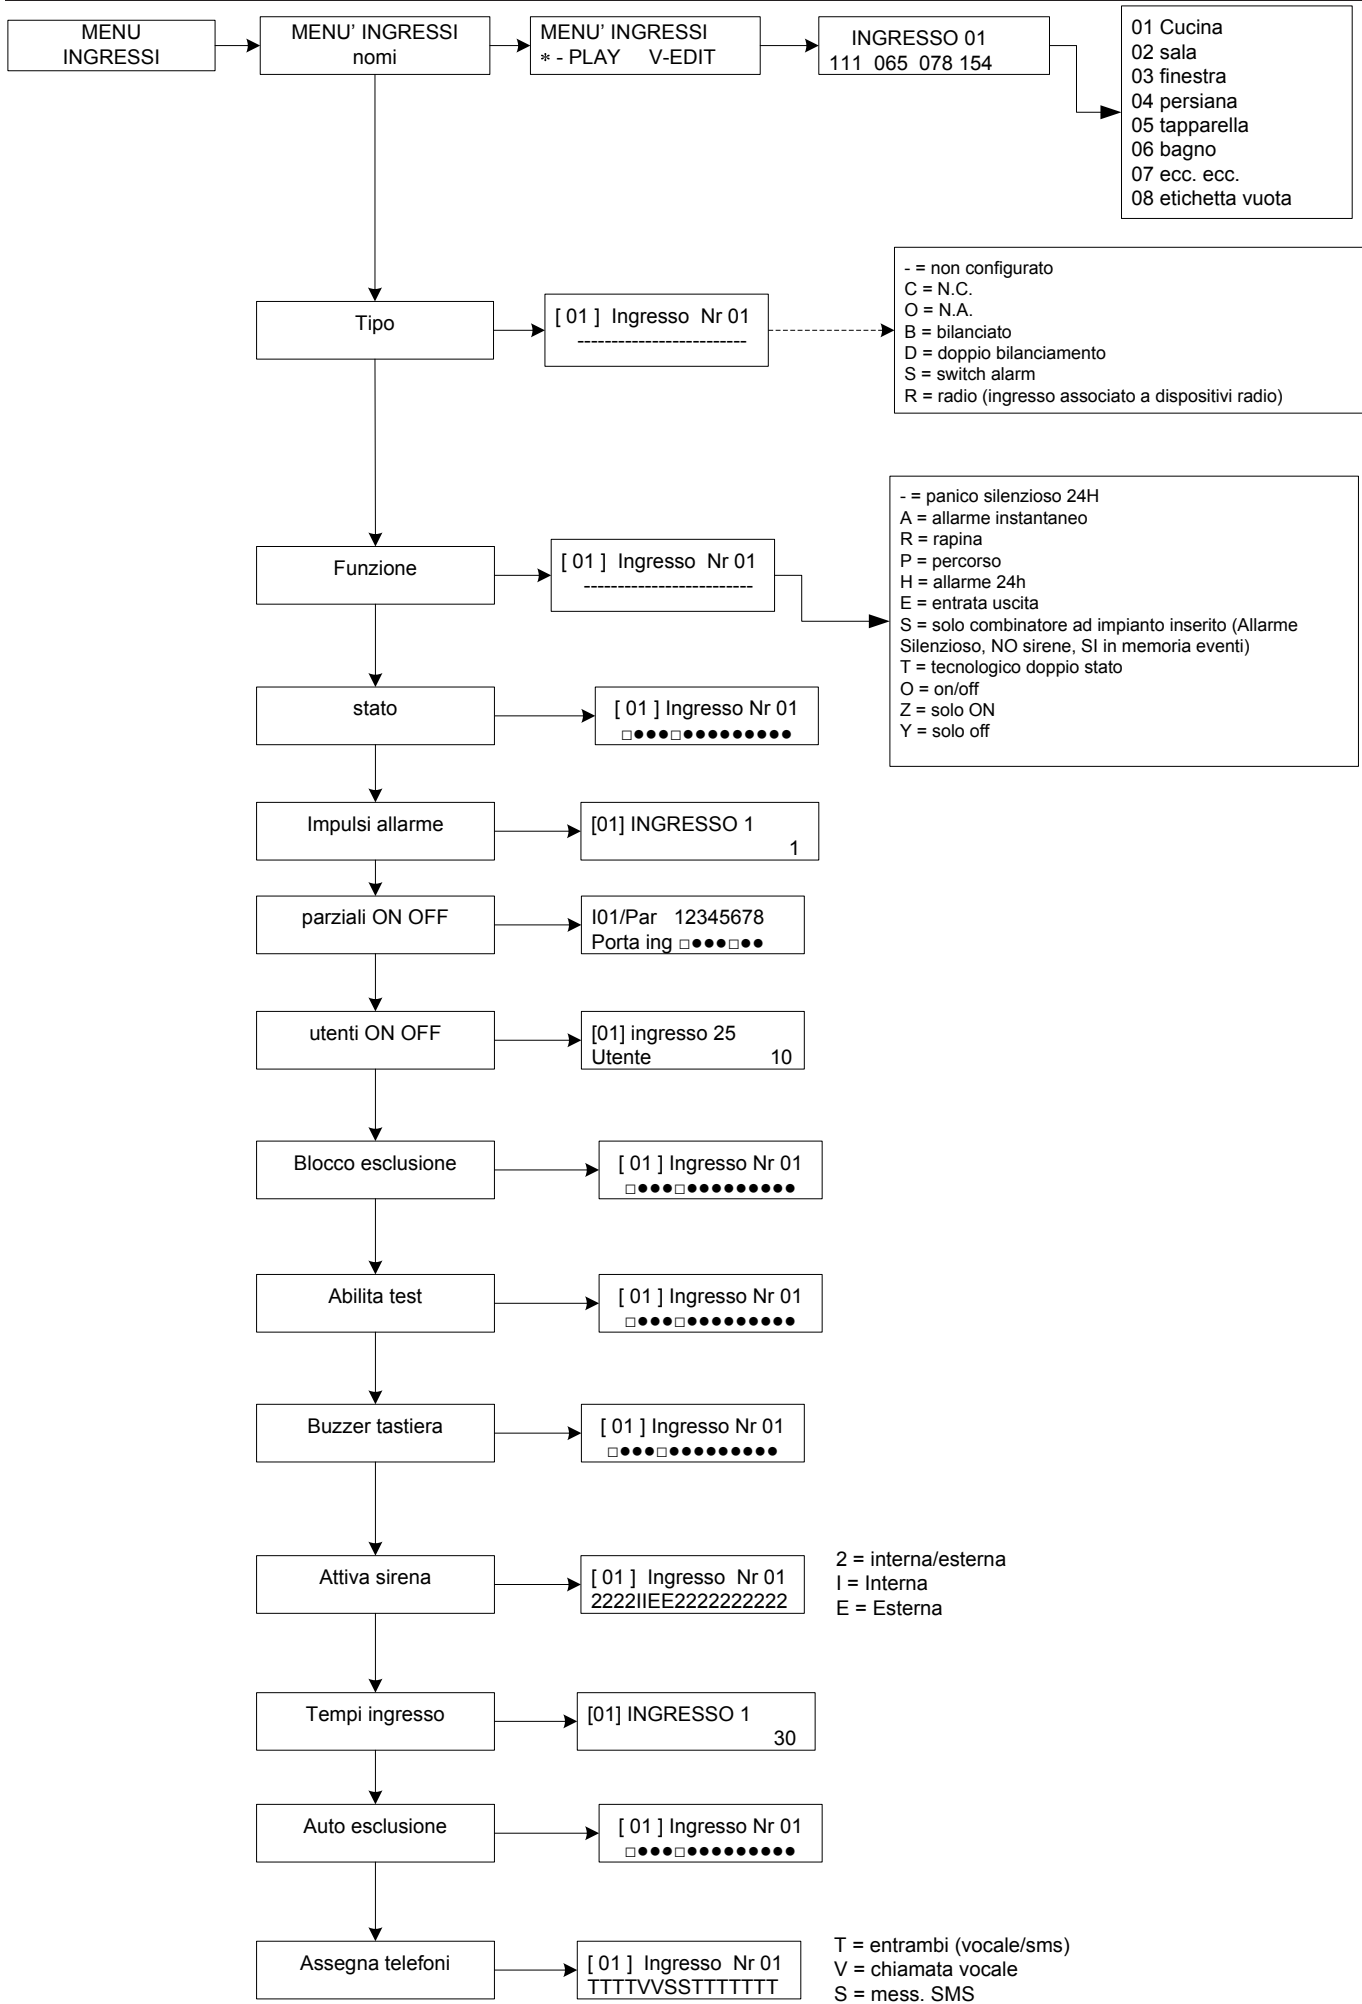 MENU
INGRESSI
MENU' INGRESSI
nomi
MENU' INGRESSI
* - PLAY V-EDIT
INGRESSO 01
111 065 078 154
01 Cucina
02 sala
03 finestra
04 persiana
05 tapparella
06 bagno
07 ecc. ecc.
08 etichetta vuota
Tipo
[ 01 ] Ingresso Nr 01
-------------------------
- = non configurato
C = N.C.
O = N.A.
B = bilanciato
D = doppio bilanciamento
S = switch alarm
R = radio (ingresso associato a dispositivi radio)
Funzione
[ 01 ] Ingresso Nr 01
-------------------------
- = panico silenzioso 24H
A = allarme instantaneo
R = rapina
P = percorso
H = allarme 24h
E = entrata uscita
S = solo combinatore ad impianto inserito (Allarme
Silenzioso, NO sirene, SI in memoria eventi)
T = tecnologico doppio stato
O = on/off
Z = solo ON
Y = solo off
stato
[ 01 ] Ingresso Nr 01
□●●●□●●●●●●●●●
Impulsi allarme
[01] INGRESSO 1
1
parziali ON OFF
I01/Par 12345678
Porta ing □●●●□●●
utenti ON OFF
[01] ingresso 25
Utente 10
Blocco esclusione
[ 01 ] Ingresso Nr 01
□●●●□●●●●●●●●●
Abilita test
[ 01 ] Ingresso Nr 01
□●●●□●●●●●●●●●
Buzzer tastiera
[ 01 ] Ingresso Nr 01
□●●●□●●●●●●●●●
Attiva sirena
[ 01 ] Ingresso Nr 01
2222IIEE2222222222
2 = interna/esterna
I = Interna
E = Esterna
Tempi ingresso
[01] INGRESSO 1
30
Auto esclusione
[ 01 ] Ingresso Nr 01
□●●●□●●●●●●●●●
Assegna telefoni
[ 01 ] Ingresso Nr 01
TTTTVVSSTTTTTTT
T = entrambi (vocale/sms)
V = chiamata vocale
S = mess. SMS